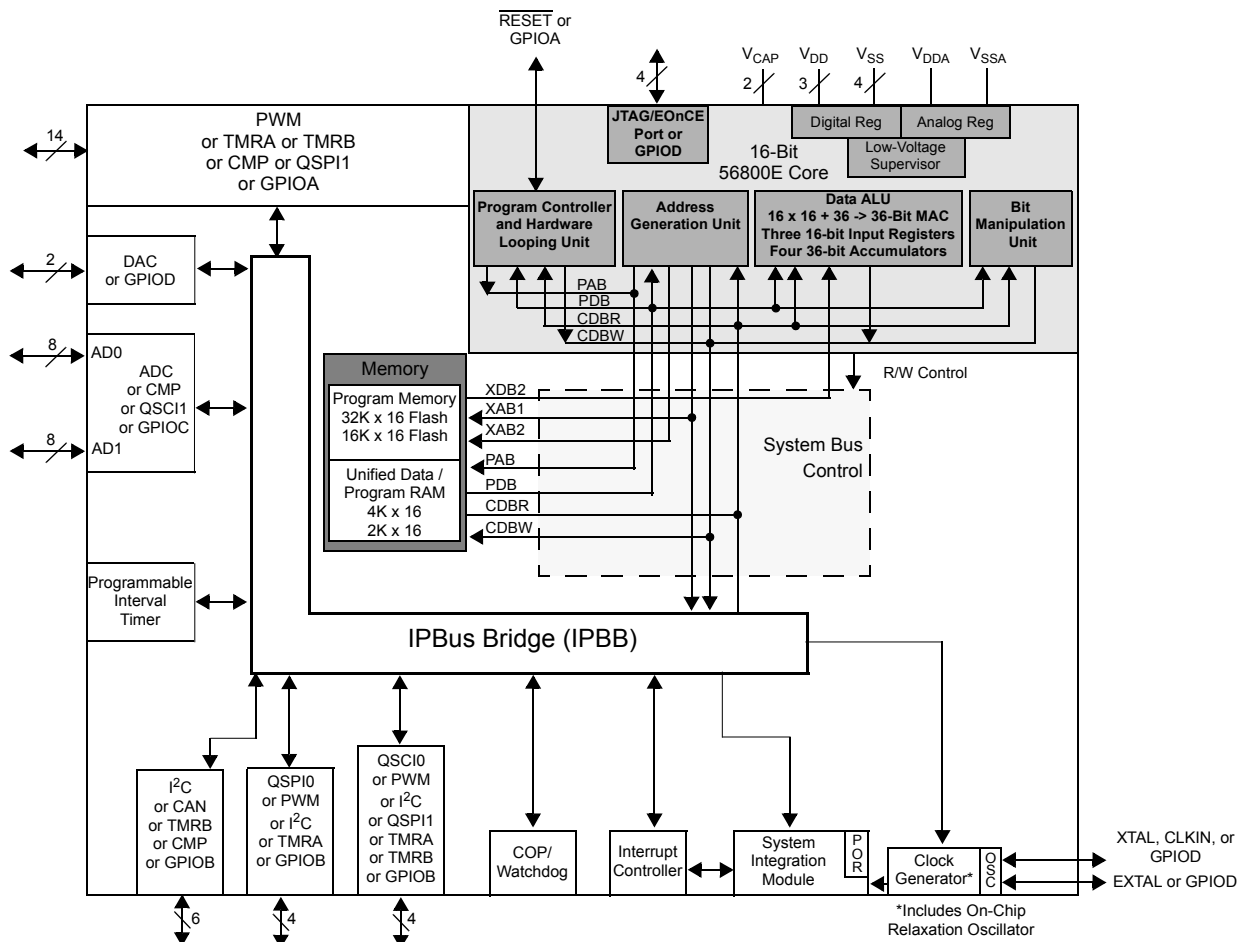 RESET or
GPIOA
4
VCAP
VDD
VSS
VDDA
VSSA
2
3
4
PWM
or TMRA or TMRB
or CMP or QSPI1
or GPIOA
14
JTAG/EOnCE
Port or
GPIOD
Digital Reg
Analog Reg
Low-Voltage
Supervisor
16-Bit
56800E Core
Program Controller
and Hardware
Looping Unit
Address
Generation Unit
Data ALU
16 x 16 + 36 -> 36-Bit MAC
Three 16-bit Input Registers
Four 36-bit Accumulators
Bit
Manipulation
Unit
2
DAC
or GPIOD
PAB
PDB
CDBR
CDBW
8
AD0
ADC
or CMP
or QSCI1
or GPIOC
8
AD1
Memory
Program Memory
32K x 16 Flash
16K x 16 Flash
Unified Data /
Program RAM
4K x 16
2K x 16
XDB2
XAB1
XAB2
PAB
PDB
CDBR
CDBW
R/W Control
System Bus
Control
Programmable
Interval
Timer
IPBus Bridge (IPBB)
I2C
or CAN
or TMRB
or CMP
or GPIOB
6
QSPI0
or PWM
or I2C
or TMRA
or GPIOB
4
QSCI0
or PWM
or I2C
or QSPI1
or TMRA
or TMRB
or GPIOB
4
COP/
Watchdog
Interrupt
Controller
System
Integration
Module
POR
Clock
Generator*
OSC
XTAL, CLKIN, or
GPIOD
EXTAL or GPIOD
*Includes On-Chip
Relaxation Oscillator